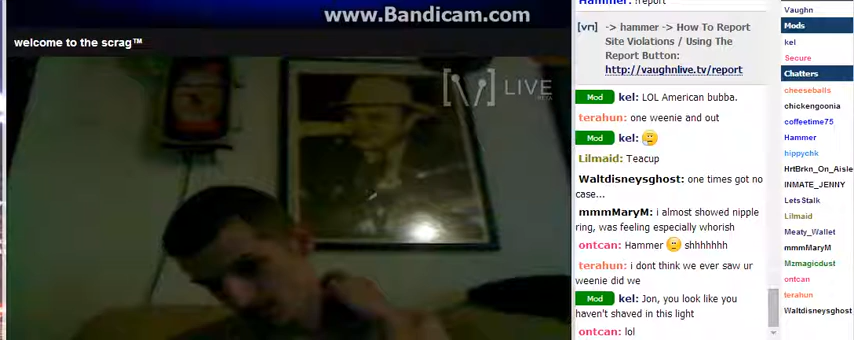 www.Bandicam.com
welcome to the scrag™
LIVE
BETA
Hammer: !report
[vn] -> hammer -> How To Report
Site Violations / Using The
Report Button:
http://vaughnlive.tv/report
Mod kel: LOL American bubba.
terahun: one weenie and out
Mod kel:
Lilmaid: Teacup
Waltdisneysghost: one times got no
case...
mmmMaryM: i almost showed nipple
ring, was feeling especially whorish
ontcan: Hammer shhhhhh
terahun: i dont think we ever saw ur
weenie did we
Mod kel: Jon, you look like you
haven't shaved in this light
ontcan: lol
Vaughn
Mods
kel
Secure
Chatters
cheeseballs
chickengoonia
coffeetime75
Hammer
hippychk
HrtBrkn_On_Aisle
INMATE_JENNY
LetsStalk
Lilmaid
Meaty_Wallet
mmmMaryM
Mzmagicdust
ontcan
terahun
Waltdisneysghost